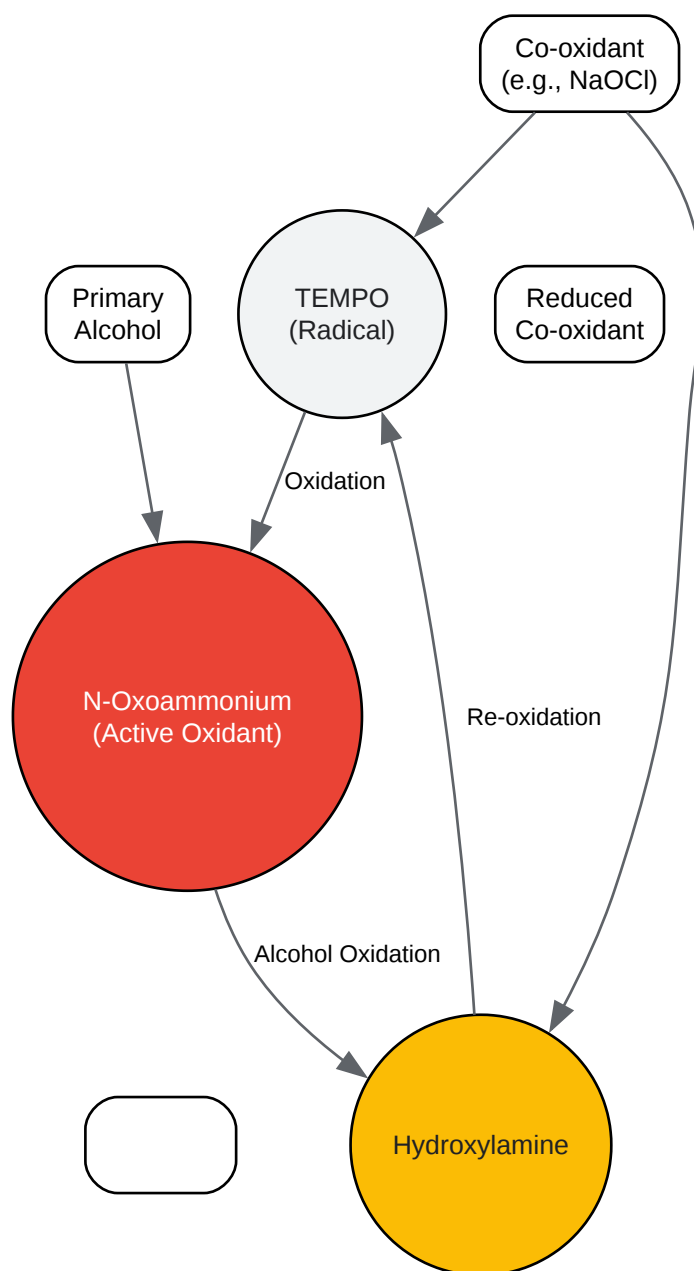 Co-oxidant
(e.g., NaOCl)
Primary
Alcohol
TEMPO
(Radical)
Reduced
Co-oxidant
Oxidation
N-Oxoammonium
(Active Oxidant)
Re-oxidation
Alcohol Oxidation
Hydroxylamine